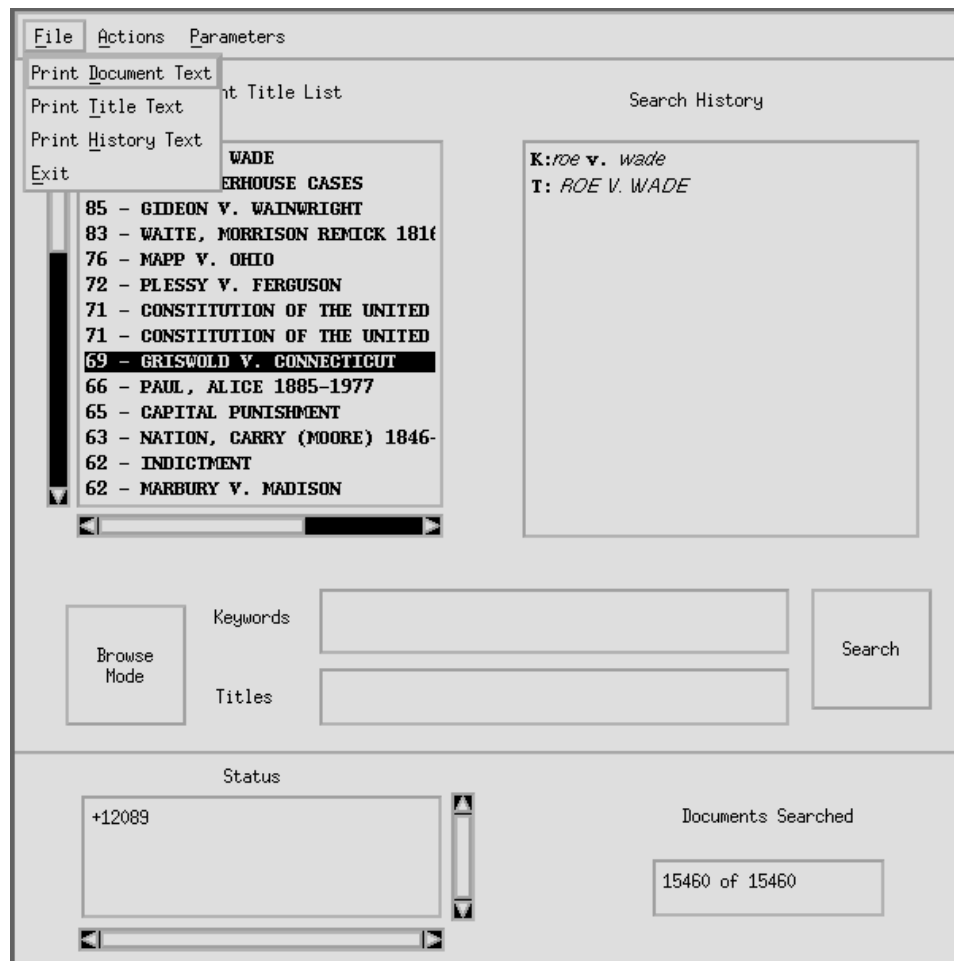 File Actions Parameters
Print Document Text
Print Title Text
Print History Text
Exit
nt Title List
Search History
WADE
ERHOUSE CASES
85 - GIDEON V. WAINWRIGHT
83 - WAITE, MORRISON REMICK 1816
76 - MAPP V. OHIO
72 - PLESSY V. FERGUSON
71 - CONSTITUTION OF THE UNITED
71 - CONSTITUTION OF THE UNITED
69 - GRISWOLD V. CONNECTICUT
66 - PAUL, ALICE 1885-1977
65 - CAPITAL PUNISHMENT
63 - NATION, CARRY (MOORE) 1846-
62 - INDICTMENT
62 - MARBURY V. MADISON
K:roe v. wade
T: ROE V. WADE
Browse
Mode
Keywords
Titles
Search
Status
+12089
Documents Searched
15460 of 15460